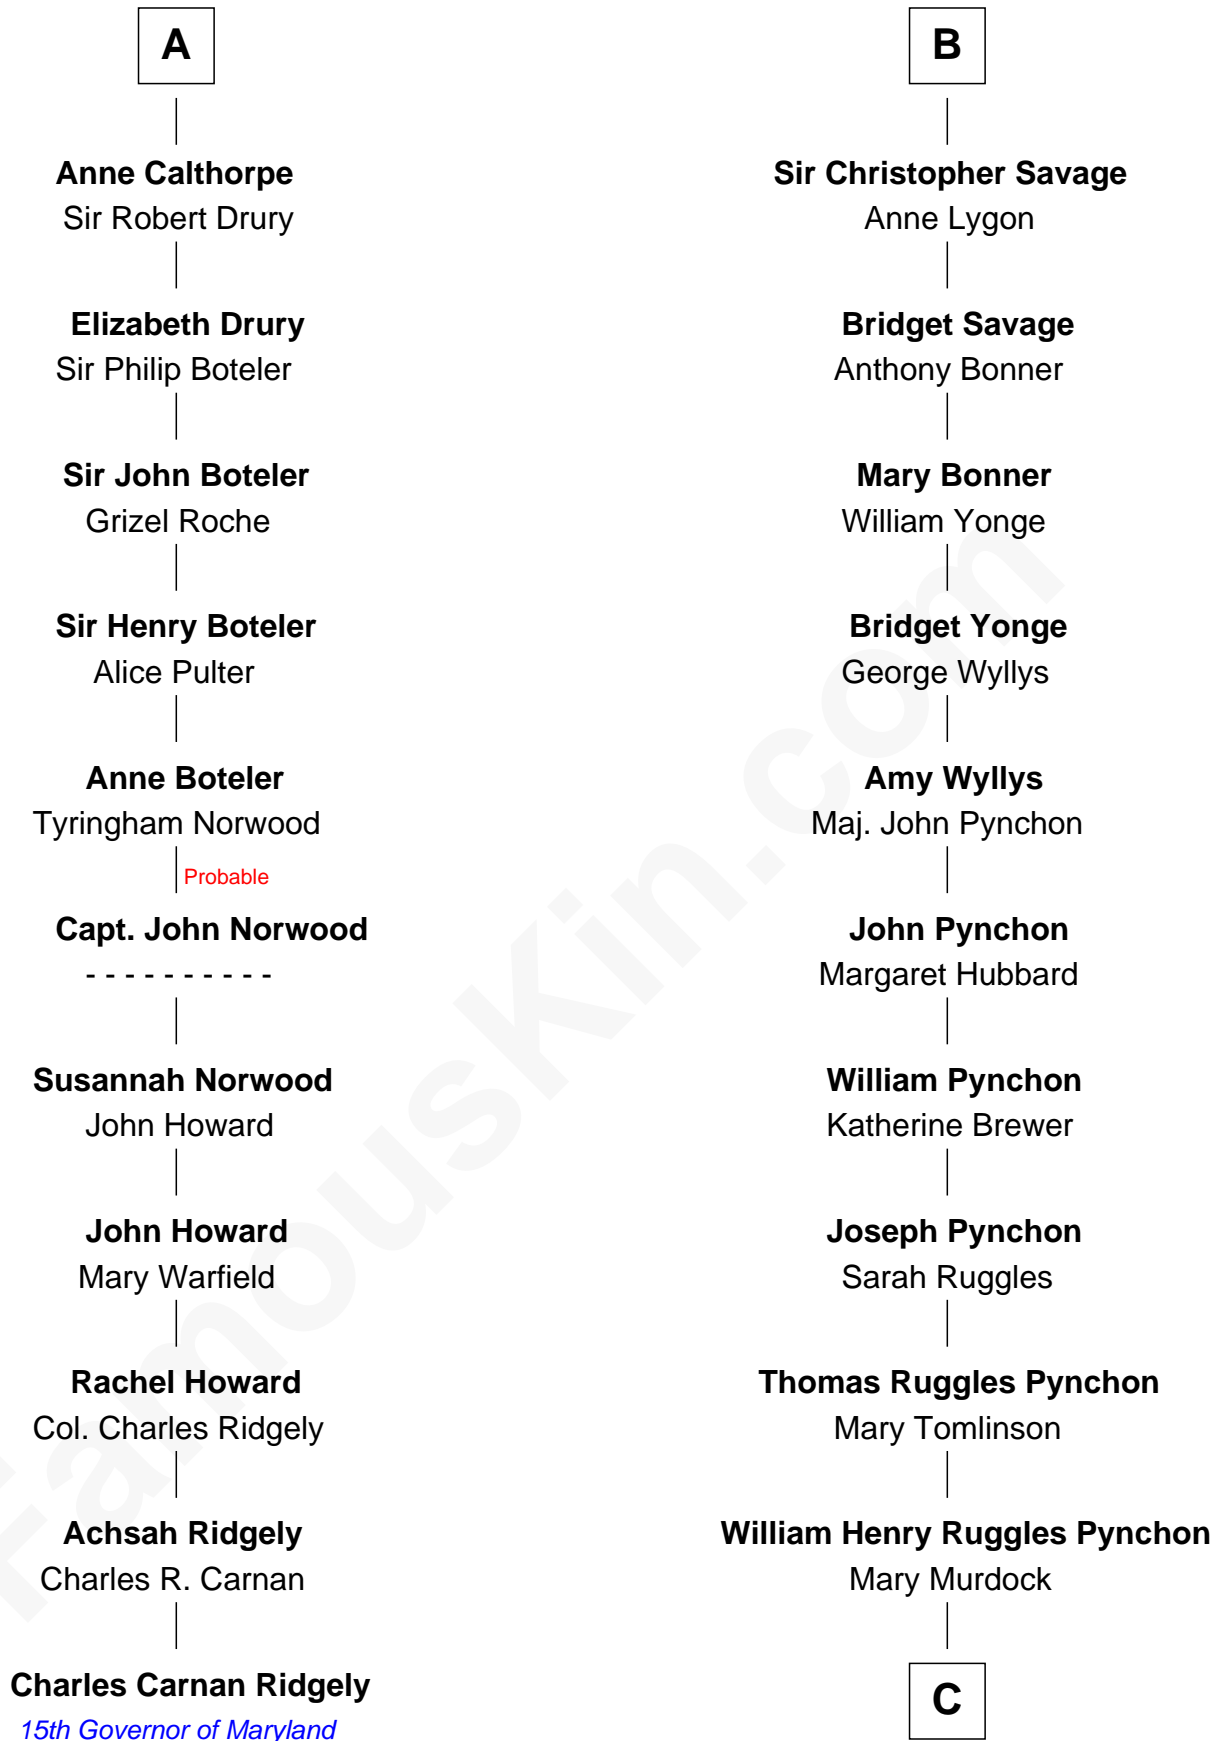 A
Anne Calthorpe
Sir Robert Drury
Elizabeth Drury
Sir Philip Boteler
Sir John Boteler
Grizel Roche
Sir Henry Boteler
Alice Pulter
Anne Boteler
Tyringham Norwood
Probable
Capt. John Norwood
- - - - - - - - - -
Susannah Norwood
John Howard
John Howard
Mary Warfield
Rachel Howard
Col. Charles Ridgely
Achsah Ridgely
Charles R. Carnan
Charles Carnan Ridgely
15th Governor of Maryland
B
Sir Christopher Savage
Anne Lygon
Bridget Savage
Anthony Bonner
Mary Bonner
William Yonge
Bridget Yonge
George Wyllys
Amy Wyllys
Maj. John Pynchon
John Pynchon
Margaret Hubbard
William Pynchon
Katherine Brewer
Joseph Pynchon
Sarah Ruggles
Thomas Ruggles Pynchon
Mary Tomlinson
William Henry Ruggles Pynchon
Mary Murdock
C
FamousKin.com